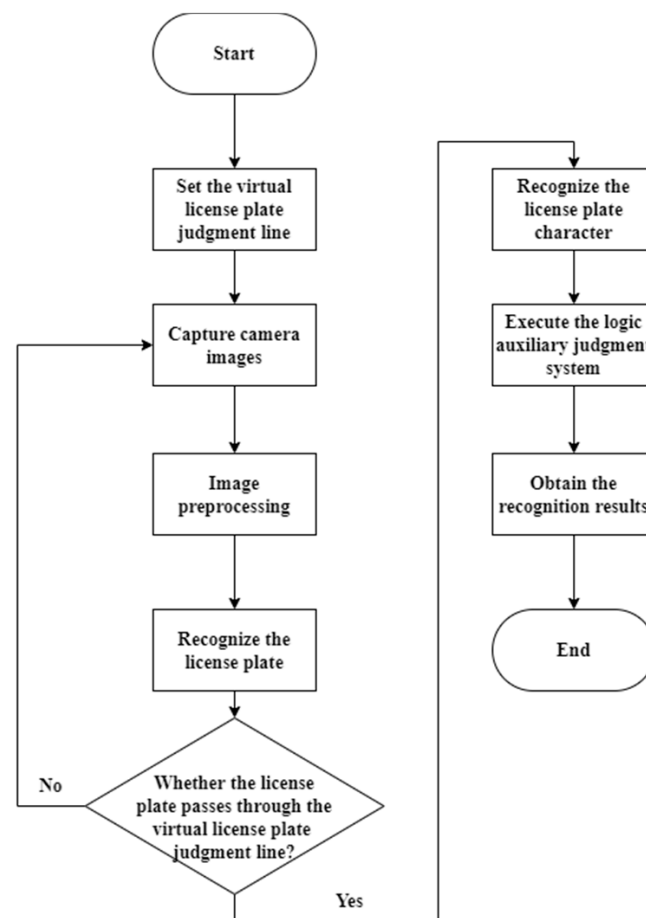 Start
Set the virtual
license plate
judgment line
Capture camera
images
Image
preprocessing
Recognize the
license plate
Whether the license
plate passes through the
virtual license plate
judgment line?
No
Yes
Recognize the
license plate
character
Execute the logic
auxiliary judgment
system
Obtain the
recognition results
End